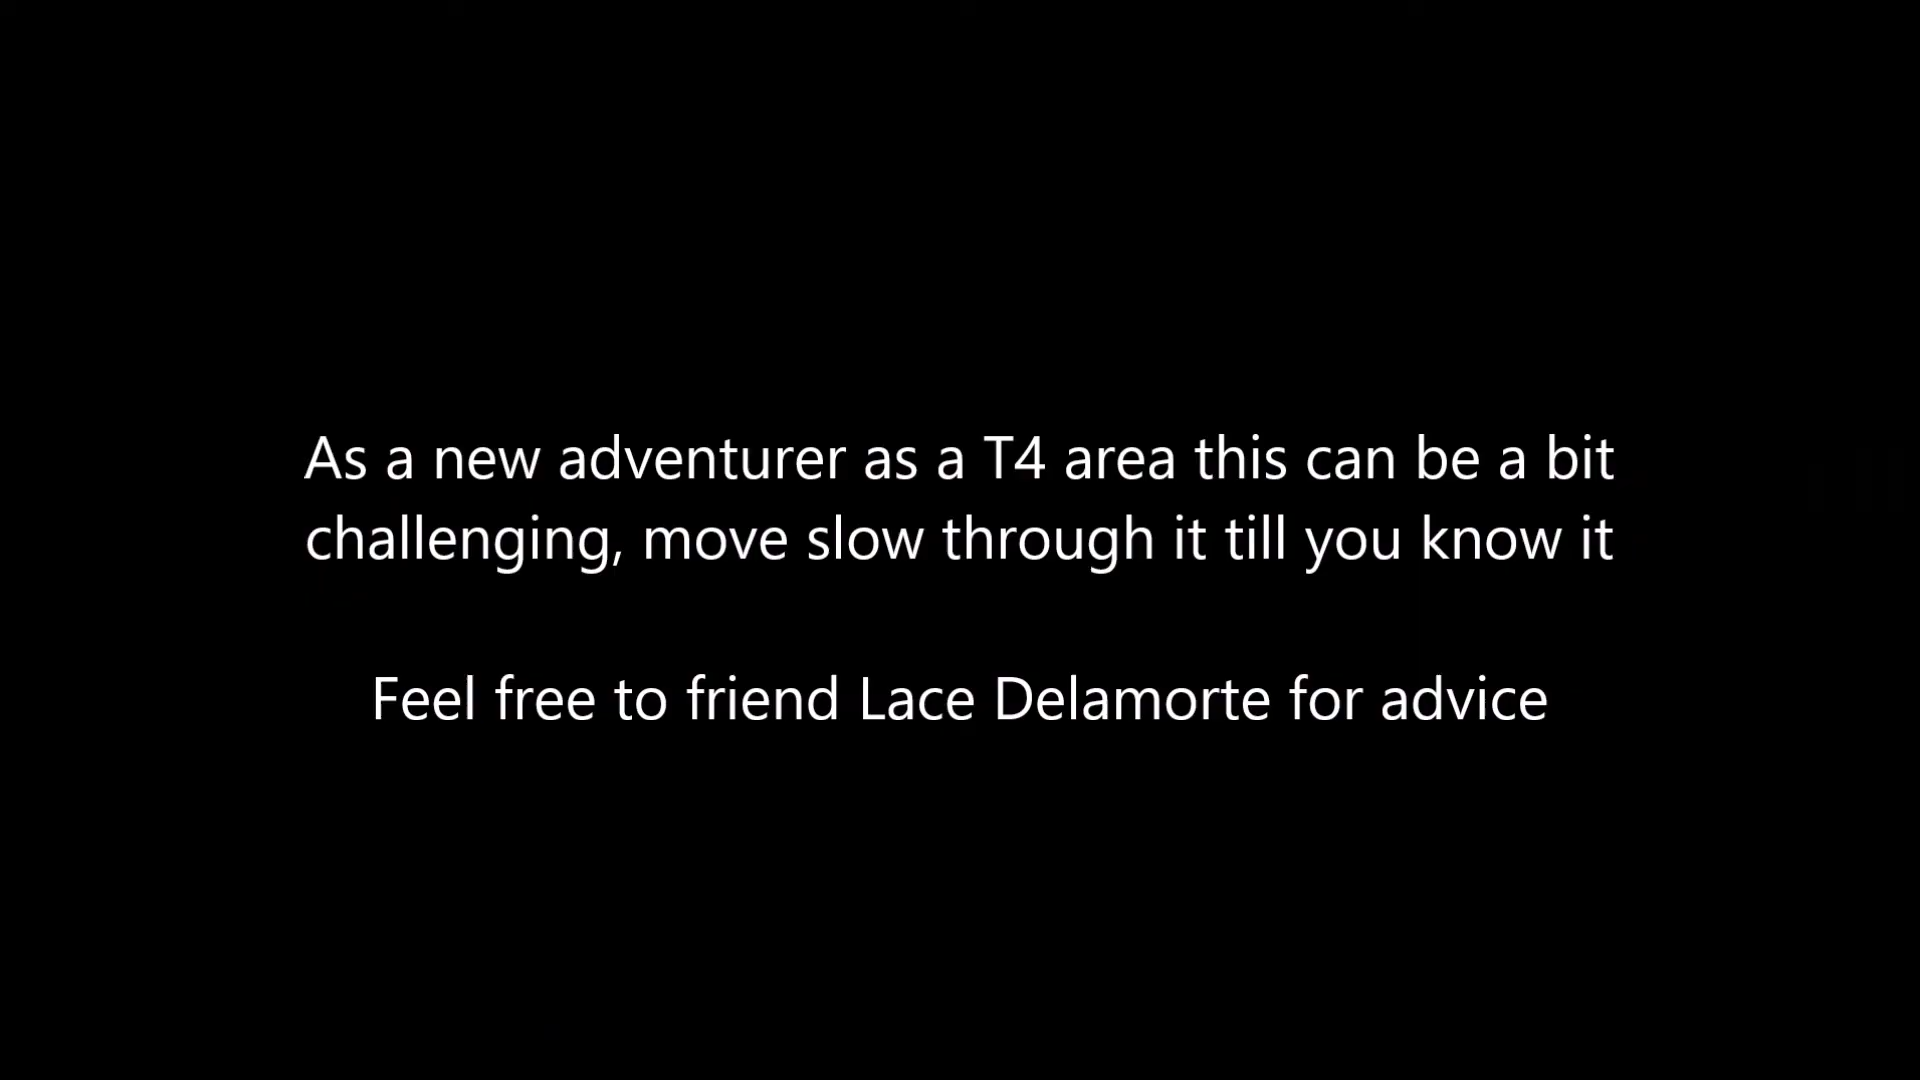 As a new adventurer as a T4 area this can be a bit
challenging, move slow through it till you know it
Feel free to friend Lace Delamorte for advice